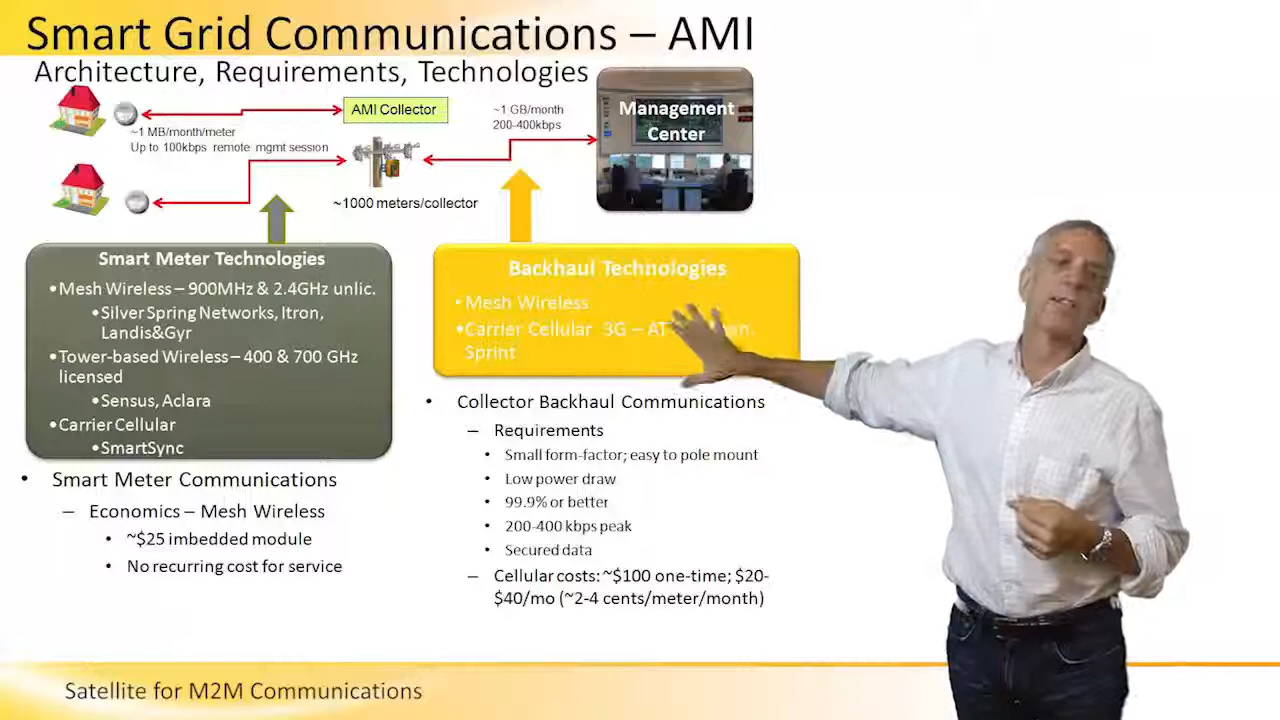 Smart Grid Communications – AMI
Architecture, Requirements, Technologies
AMI Collector
~1 GB/month
200-400kbps
Management
Center
~1 MB/month/meter
Up to 100kbps remote mgmt session
~1000 meters/collector
Smart Meter Technologies
•Mesh Wireless – 900MHz & 2.4GHz unlic.
•Silver Spring Networks, Itron,
Landis&Gyr
•Tower-based Wireless – 400 & 700 GHz
licensed
•Sensus, Aclara
•Carrier Cellular
•SmartSync
• Smart Meter Communications
– Economics – Mesh Wireless
• ~$25 imbedded module
• No recurring cost for service
Backhaul Technologies
• Mesh Wireless
•Carrier Cellular 3G – AT
Sprint
• Collector Backhaul Communications
– Requirements
• Small form-factor; easy to pole mount
• Low power draw
• 99.9% or better
• 200-400 kbps peak
• Secured data
– Cellular costs: ~$100 one-time; $20-
$40/mo (~2-4 cents/meter/month)
Satellite for M2M Communications